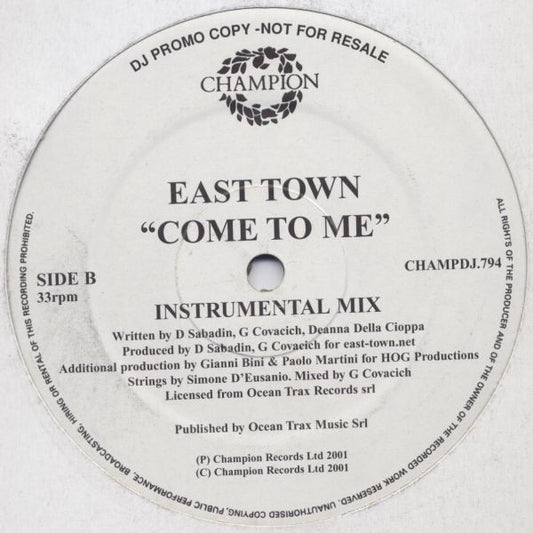 DJ PROMO COPY -NOT FOR RESALE
CHAMPION
EAST TOWN
“COME TO ME”
SIDE B
33rpm
CHAMPDJ.794
INSTRUMENTAL MIX
Written by D Sabadin, G Covacich, Deanna Della Cioppa
Produced by D Sabadin, G Covacich for east-town.net
Additional production by Gianni Bini & Paolo Martini for HOG Productions
Strings by Simone D'Eusanio. Mixed by G Covacich
Licensed from Ocean Trax Records srl
Published by Ocean Trax Music Srl
(P) Champion Records Ltd 2001
(C) Champion Records Ltd 2001
ALL RIGHTS OF THE PRODUCER AND OF THE OWNER OF THE RECORDED WORK RESERVED. UNAUTHORISED COPYING, PUBLIC PERFORMANCE, BROADCASTING, HIRING OR RENTAL OF THIS RECORDING PROHIBITED.